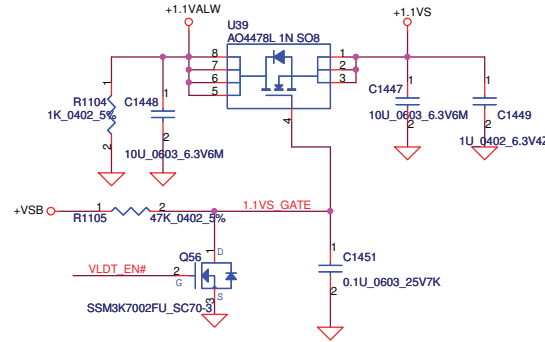 +1.1VALW
+1.1VS
U39
AO4478L 1N SO8
8
7
6
5
1
2
3
4
1
R1104
1K_0402_5%
2
1
C1448
2
10U_0603_6.3V6M
1
C1447
10U_0603_6.3V6M
2
1
C1449
1U_0402_6.3V4Z
2
+VSB
1
R1105
2
47K_0402_5%
1.1VS_GATE
1
D
Q56
VLDT_EN#
2
G
3
S
SSM3K7002FU_SC70-3
1
C1451
0.1U_0603_25V7K
2